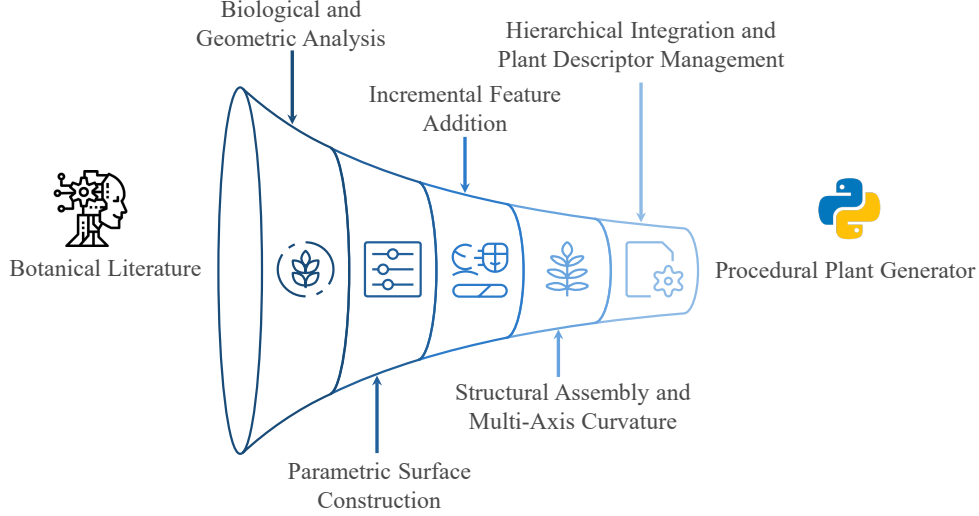 Biological and
Geometric Analysis
Hierarchical Integration and
Plant Descriptor Management
Incremental Feature
Addition
Botanical Literature
Procedural Plant Generator
Structural Assembly and
Multi-Axis Curvature
Parametric Surface
Construction